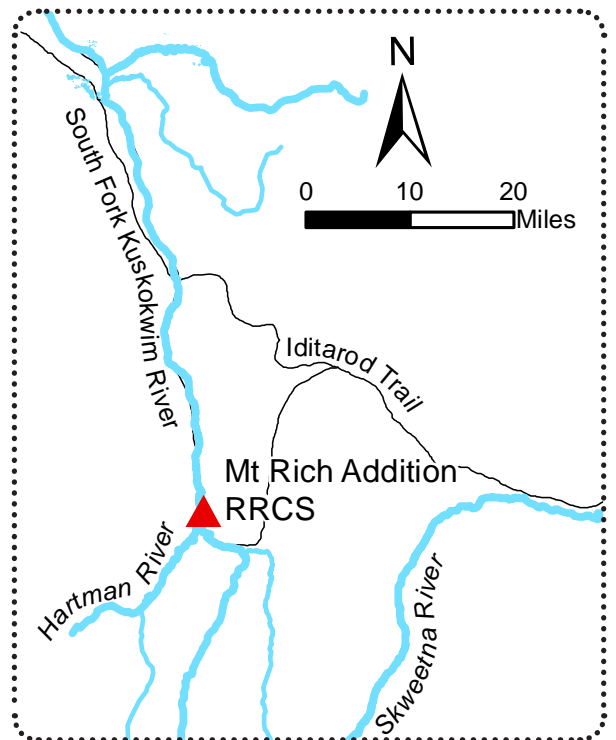 N
0 10 20
Miles
South Fork Kuskokwim River
Iditarod Trail
Mt Rich Addition
RRCS
Hartman River
Skweetna River